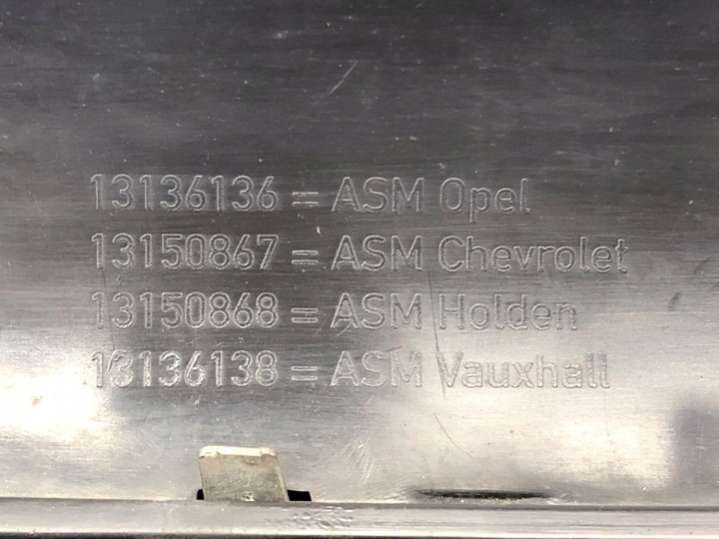 13136136 = ASM Opel
13150867 = ASM Chevrolet
13150868 = ASM Holden
13136138 = ASM Vauxhall